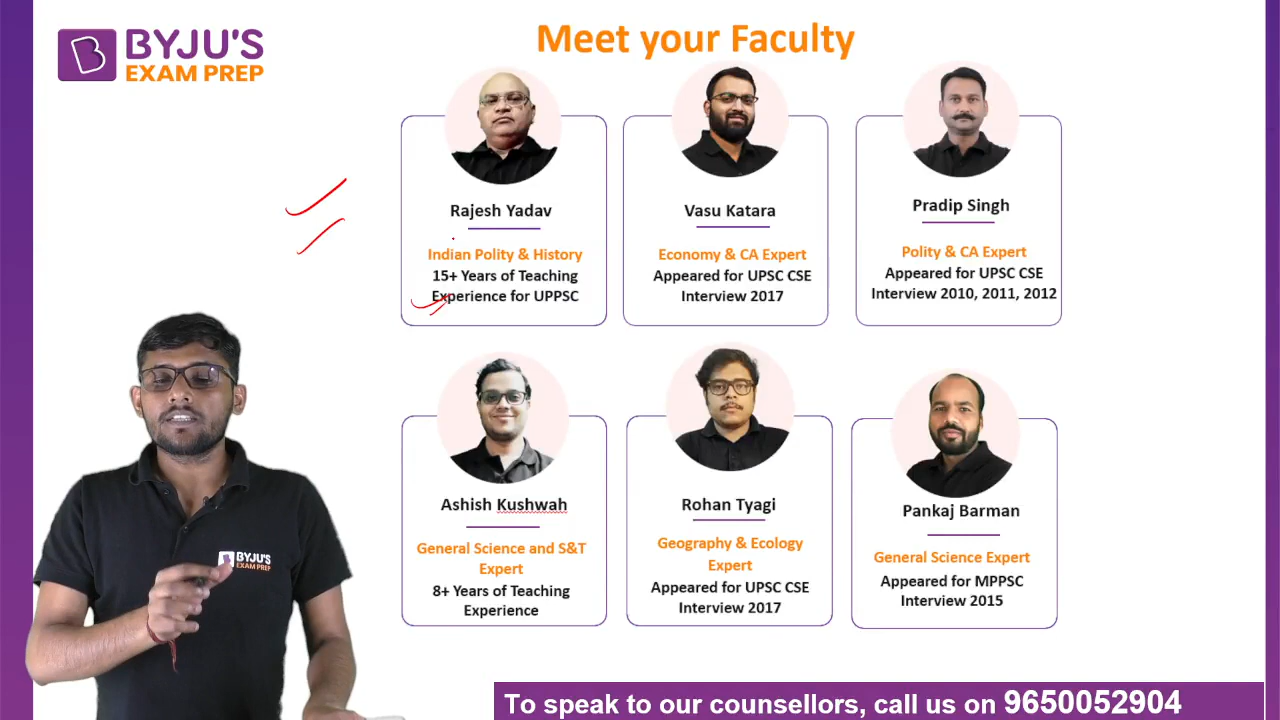 BYJU'S
EXAM PREP
Meet your Faculty
Rajesh Yadav
Indian Polity & History
15+ Years of Teaching
Experience for UPPSC
Vasu Katara
Economy & CA Expert
Appeared for UPSC CSE
Interview 2017
Pradip Singh
Polity & CA Expert
Appeared for UPSC CSE
Interview 2010, 2011, 2012
Ashish Kushwah
General Science and S&T
Expert
8+ Years of Teaching
Experience
Rohan Tyagi
Geography & Ecology
Expert
Appeared for UPSC CSE
Interview 2017
Pankaj Barman
General Science Expert
Appeared for MPPSC
Interview 2015
BYJU'S
EXAM PREP
To speak to our counsellors, call us on 9650052904